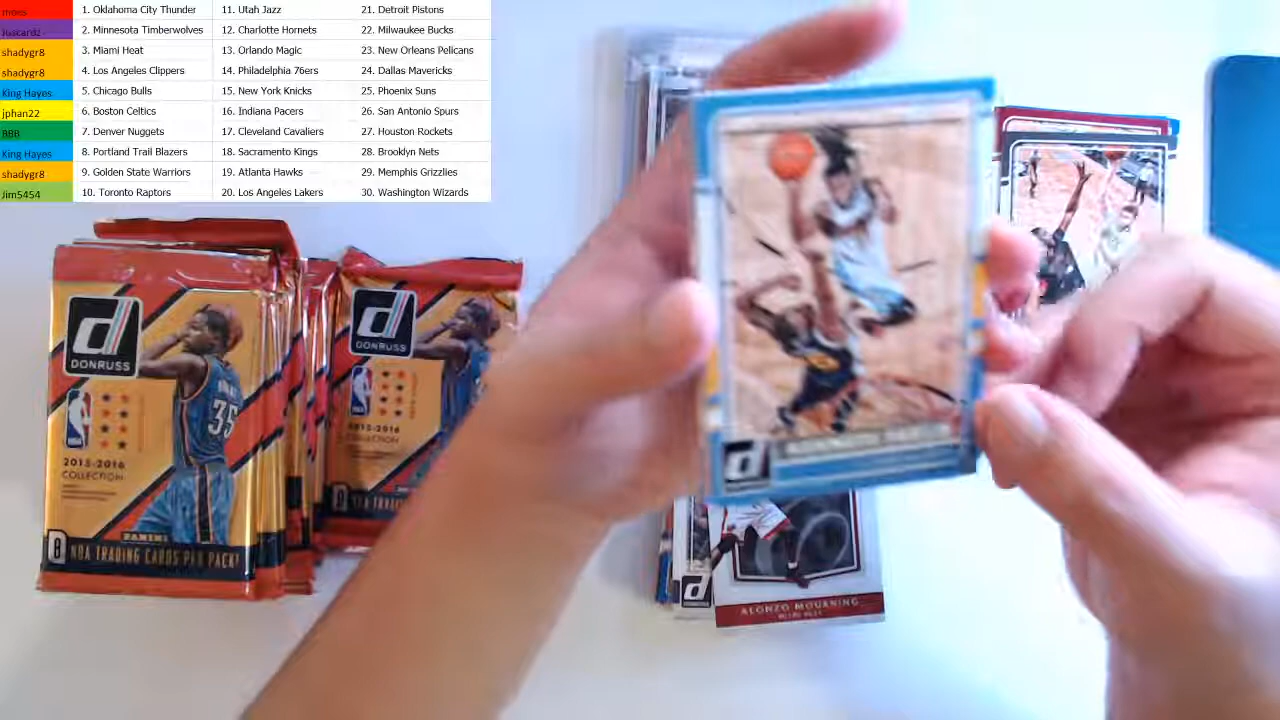 1. Oklahoma City Thunder 11. Utah Jazz 21. Detroit Pistons
2. Minnesota Timberwolves 12. Charlotte Hornets 22. Milwaukee Bucks
shadygr8 3. Miami Heat 13. Orlando Magic 23. New Orleans Pelicans
shadygr8 4. Los Angeles Clippers 14. Philadelphia 76ers 24. Dallas Mavericks
King Hayes 5. Chicago Bulls 15. New York Knicks 25. Phoenix Suns
jphan22 6. Boston Celtics 16. Indiana Pacers 26. San Antonio Spurs
BBB 7. Denver Nuggets 17. Cleveland Cavaliers 27. Houston Rockets
King Hayes 8. Portland Trail Blazers 18. Sacramento Kings 28. Brooklyn Nets
shadygr8 9. Golden State Warriors 19. Atlanta Hawks 29. Memphis Grizzlies
Jim5454 10. Toronto Raptors 20. Los Angeles Lakers 30. Washington Wizards
d
DONRUSS
35
2015-2016
COLLECTION
PANINI
8 NBA TRADING CARDS PER PACK
d
DONRUSS
2015-2016
COLLECTION
d
ALONZO MOURNING
MIAMI HEAT